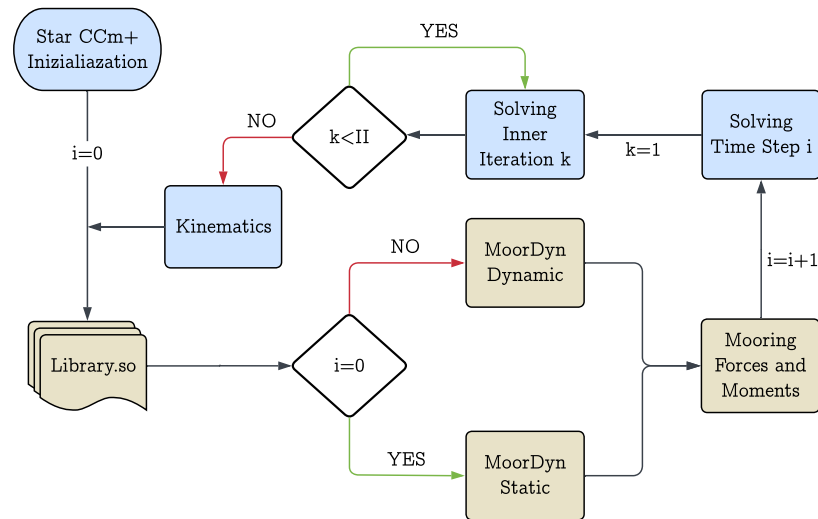 Star CCm+
Inizialiazation
YES
NO
k<II
Solving
Inner
Iteration k
k=1
Solving
Time Step i
i=0
Kinematics
i=i+1
NO
MoorDyn
Dynamic
Library.so
i=0
Mooring
Forces and
Moments
YES
MoorDyn
Static